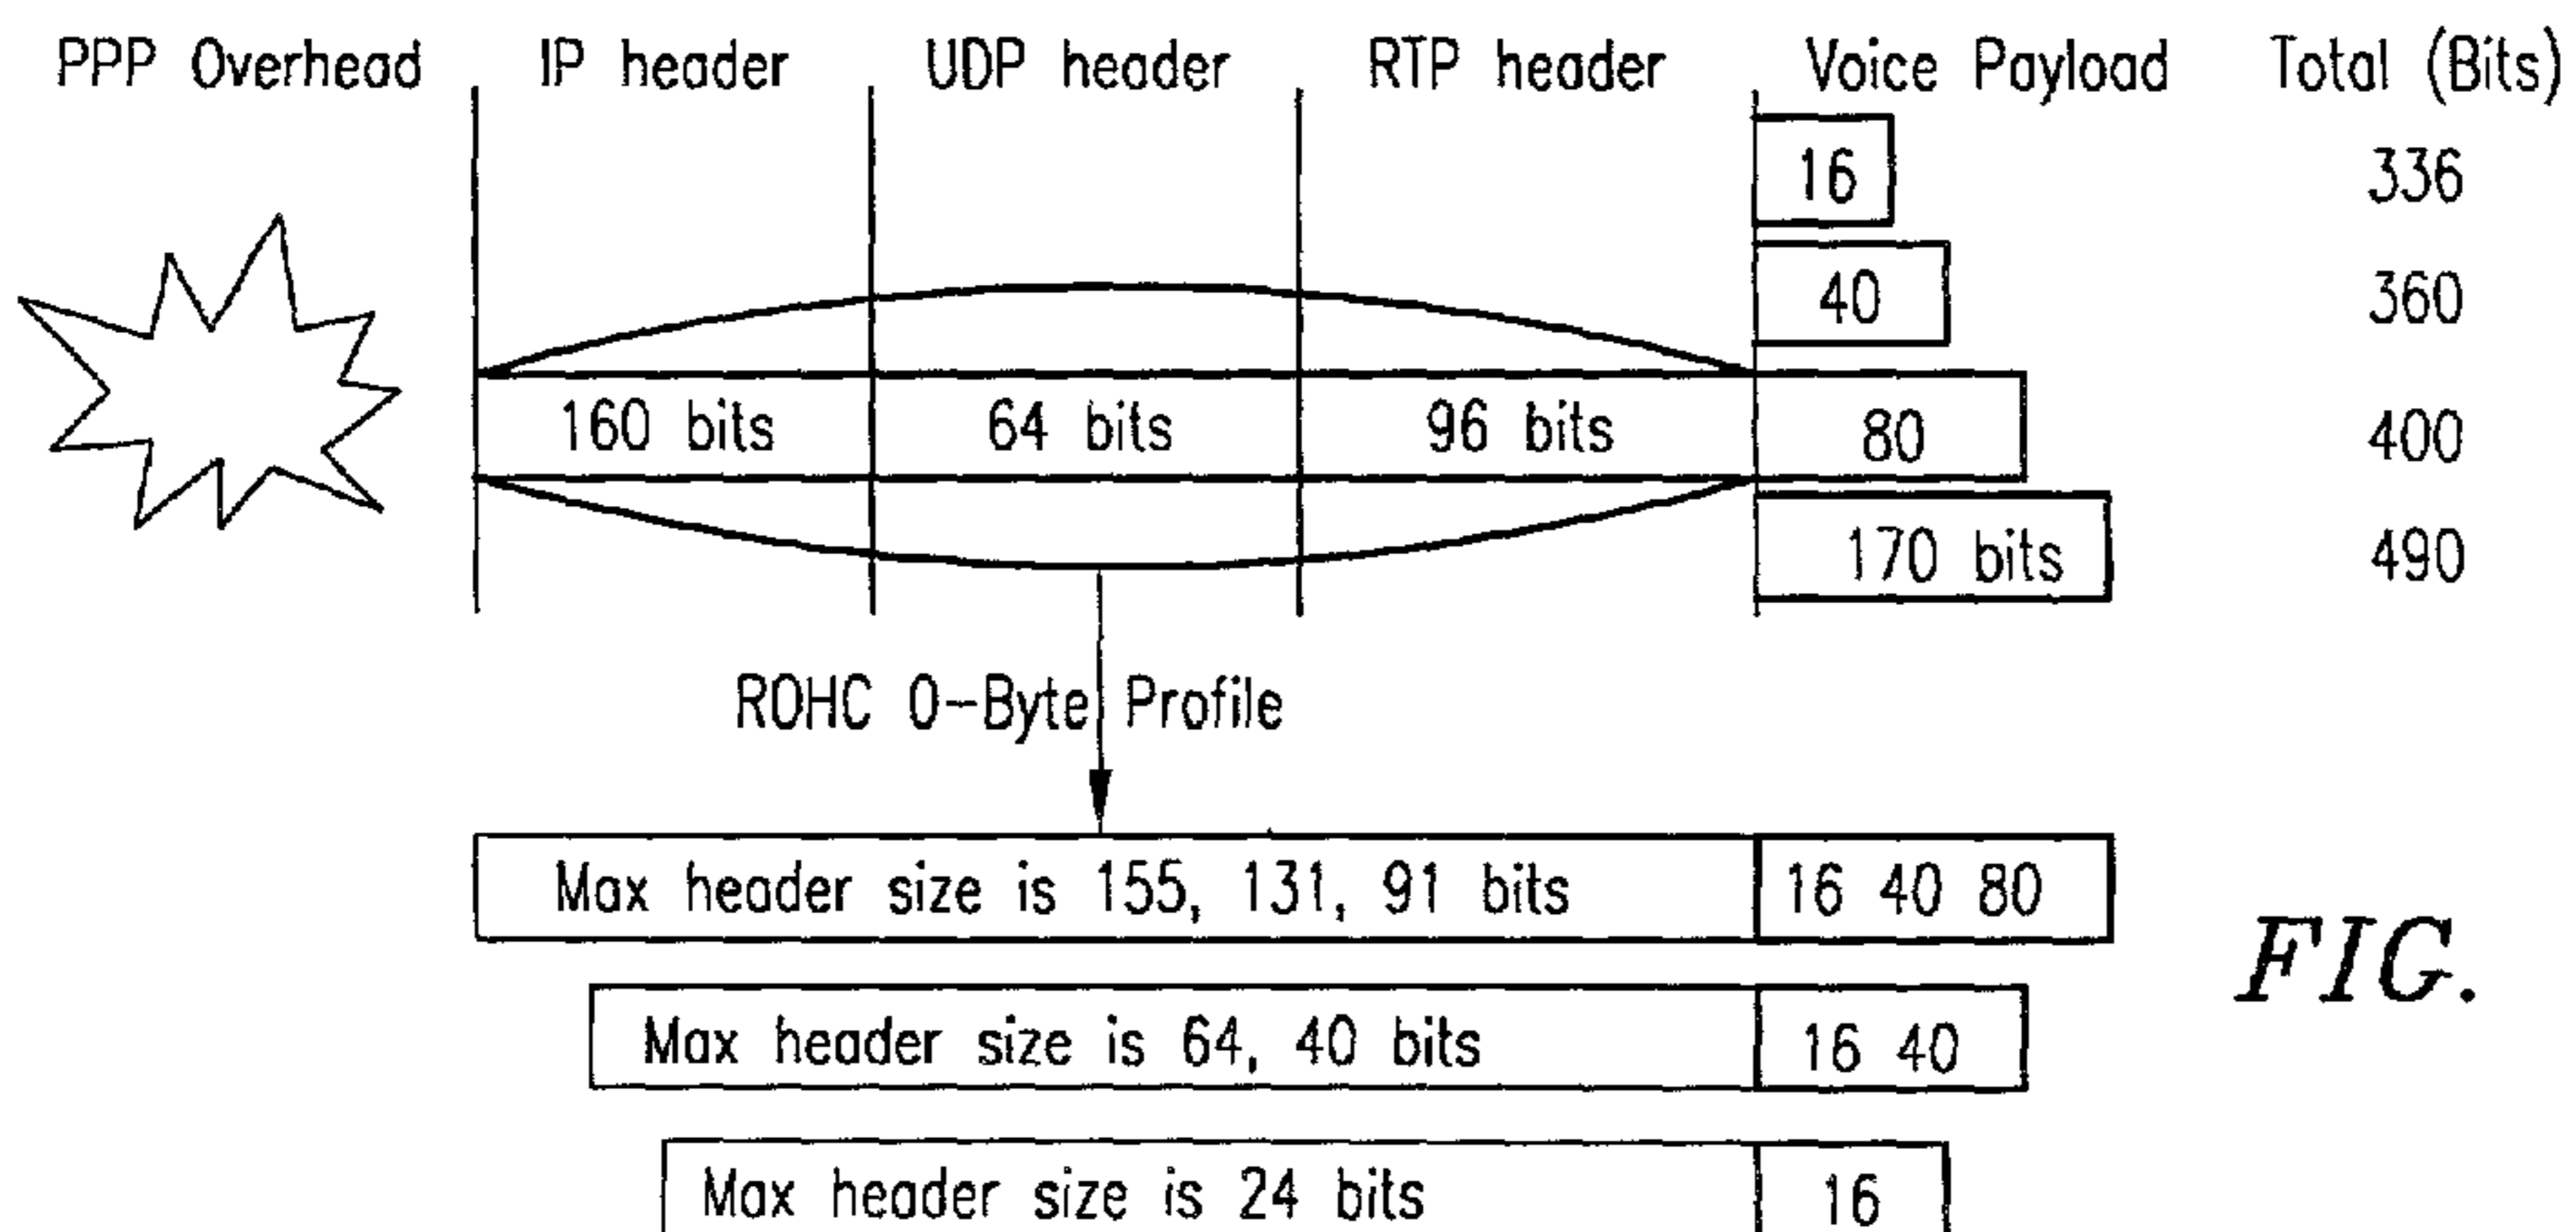 PPP Overhead IP header UDP header RTP header Voice Payload Total (Bits)
16 336
40 360
160 bits 64 bits 96 bits 80 400
170 bits 490
ROHC 0-Byte Profile
Max header size is 155, 131, 91 bits 16 40 80
FIG.
Max header size is 64, 40 bits 16 40
Max header size is 24 bits 16